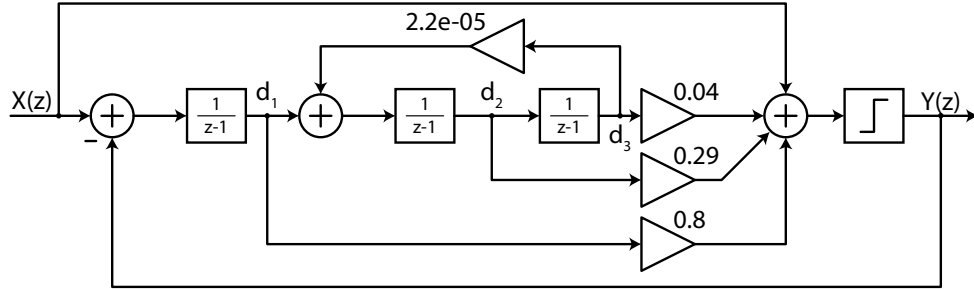 2.2e-05
X(z)
d1
d2
0.04
Y(z)
1
z-1
1
z-1
1
z-1
d3
−
0.29
0.8